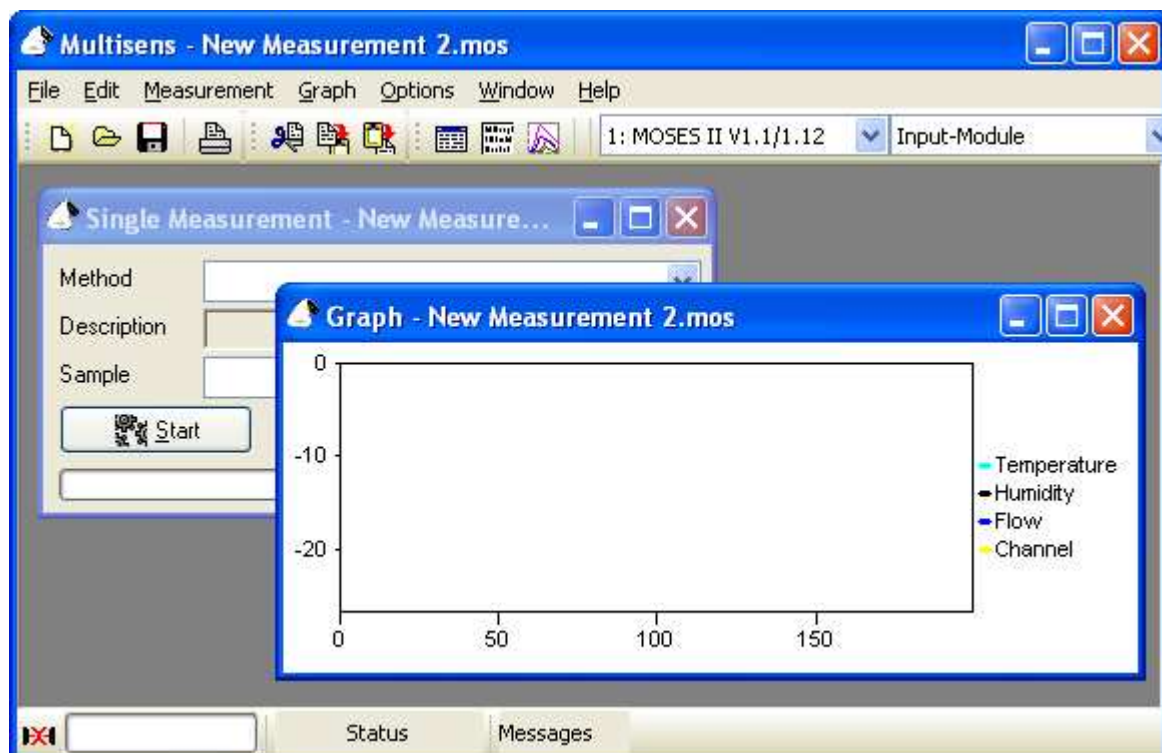 Multisens - New Measurement 2.mos
File Edit Measurement Graph Options Window Help
1: MOSES II V1.1/1.12 Input-Module
Single Measurement - New Measure...
Method
Description
Sample
Start
Graph - New Measurement 2.mos
0
-10
-20
0 50 100 150
Temperature
Humidity
Flow
Channel
Status Messages